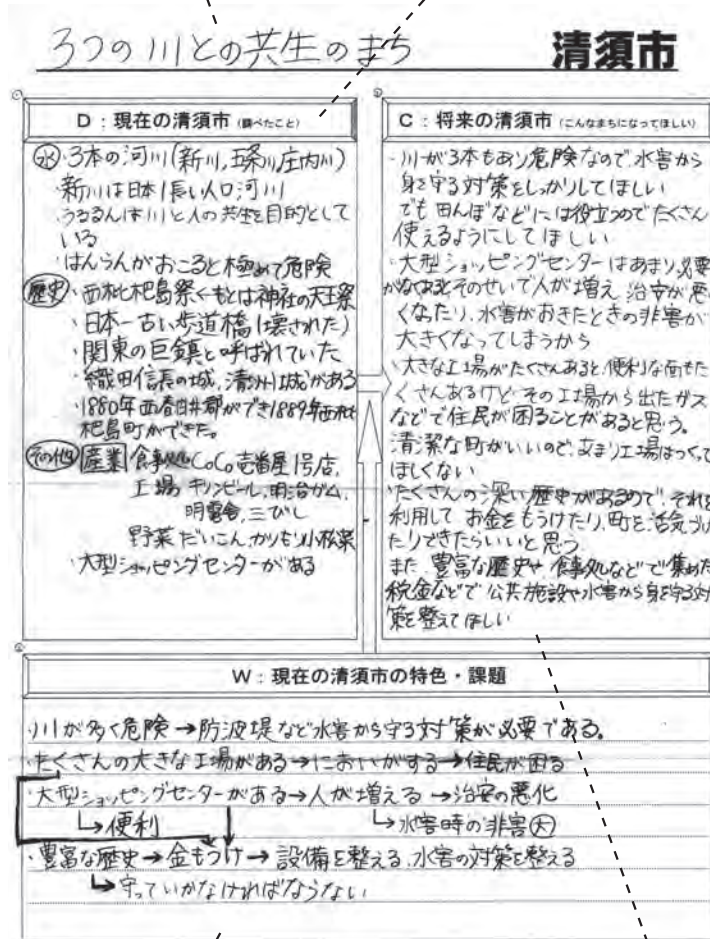 3つの川との共生のまち
清須市
D：現在の清須市（調べたこと）
㊌・3本の河川(新川,五条川,庄内川)
・新川は日本1長い人口河川
・うるるんは川と人の共生を目的として
いる
・はんらんがおこると極めて危険
歴史・西枇杷島祭←もとは神社の天王祭
・日本一古い歩道橋(壊された)
・関東の巨鎮と呼ばれていた
・織田信長の城、清洲城がある
・1880年西春日井郡ができ1889年西枇
杷島町ができた。
その他 産業 食事処CoCo壱番屋1号店、
工場 キリンビール,明治ガム,
明電舎,三びし
野菜 だいこん,かりもり,小松菜
・大型ショッピングセンターがある
C：将来の清須市（こんなまちになってほしい）
・川が3本もあり危険なので、水害から
身を守る対策をしっかりしてほしい
でも田んぼなどには役立つのでたくさん
使えるようにしてほしい
・大型ショッピングセンターはあまり必要
がなくそのせいで人が増え、治安が悪
くなったり、水害がおきたときの非害が
大きくなってしまうから
・大きな工場がたくさんあると、便利な面もた
くさんあるけど、その工場から出たガス
などで住民が困ることがあると思う。
清潔な町がいいので、あまり工場はつくって
ほしくない
・たくさんの深い歴史があるので、それを
利用して お金をもうけたり、町を活気づけ
たりできたらいいと思う
また、豊富な歴史や食事処などで集めた
税金などで公共施設や水害から身を守る対
策を整えてほしい
W：現在の清須市の特色・課題
・川が多く危険→防波堤など水害から守る対策が必要である。
・たくさんの大きな工場がある→においがする→住民が困る
・大型ショッピングセンターがある→人が増える→治安の悪化
↳便利
↳水害時の非害㊅
・豊富な歴史→金もうけ→設備を整える、水害の対策を整える
↳守っていかなければならない